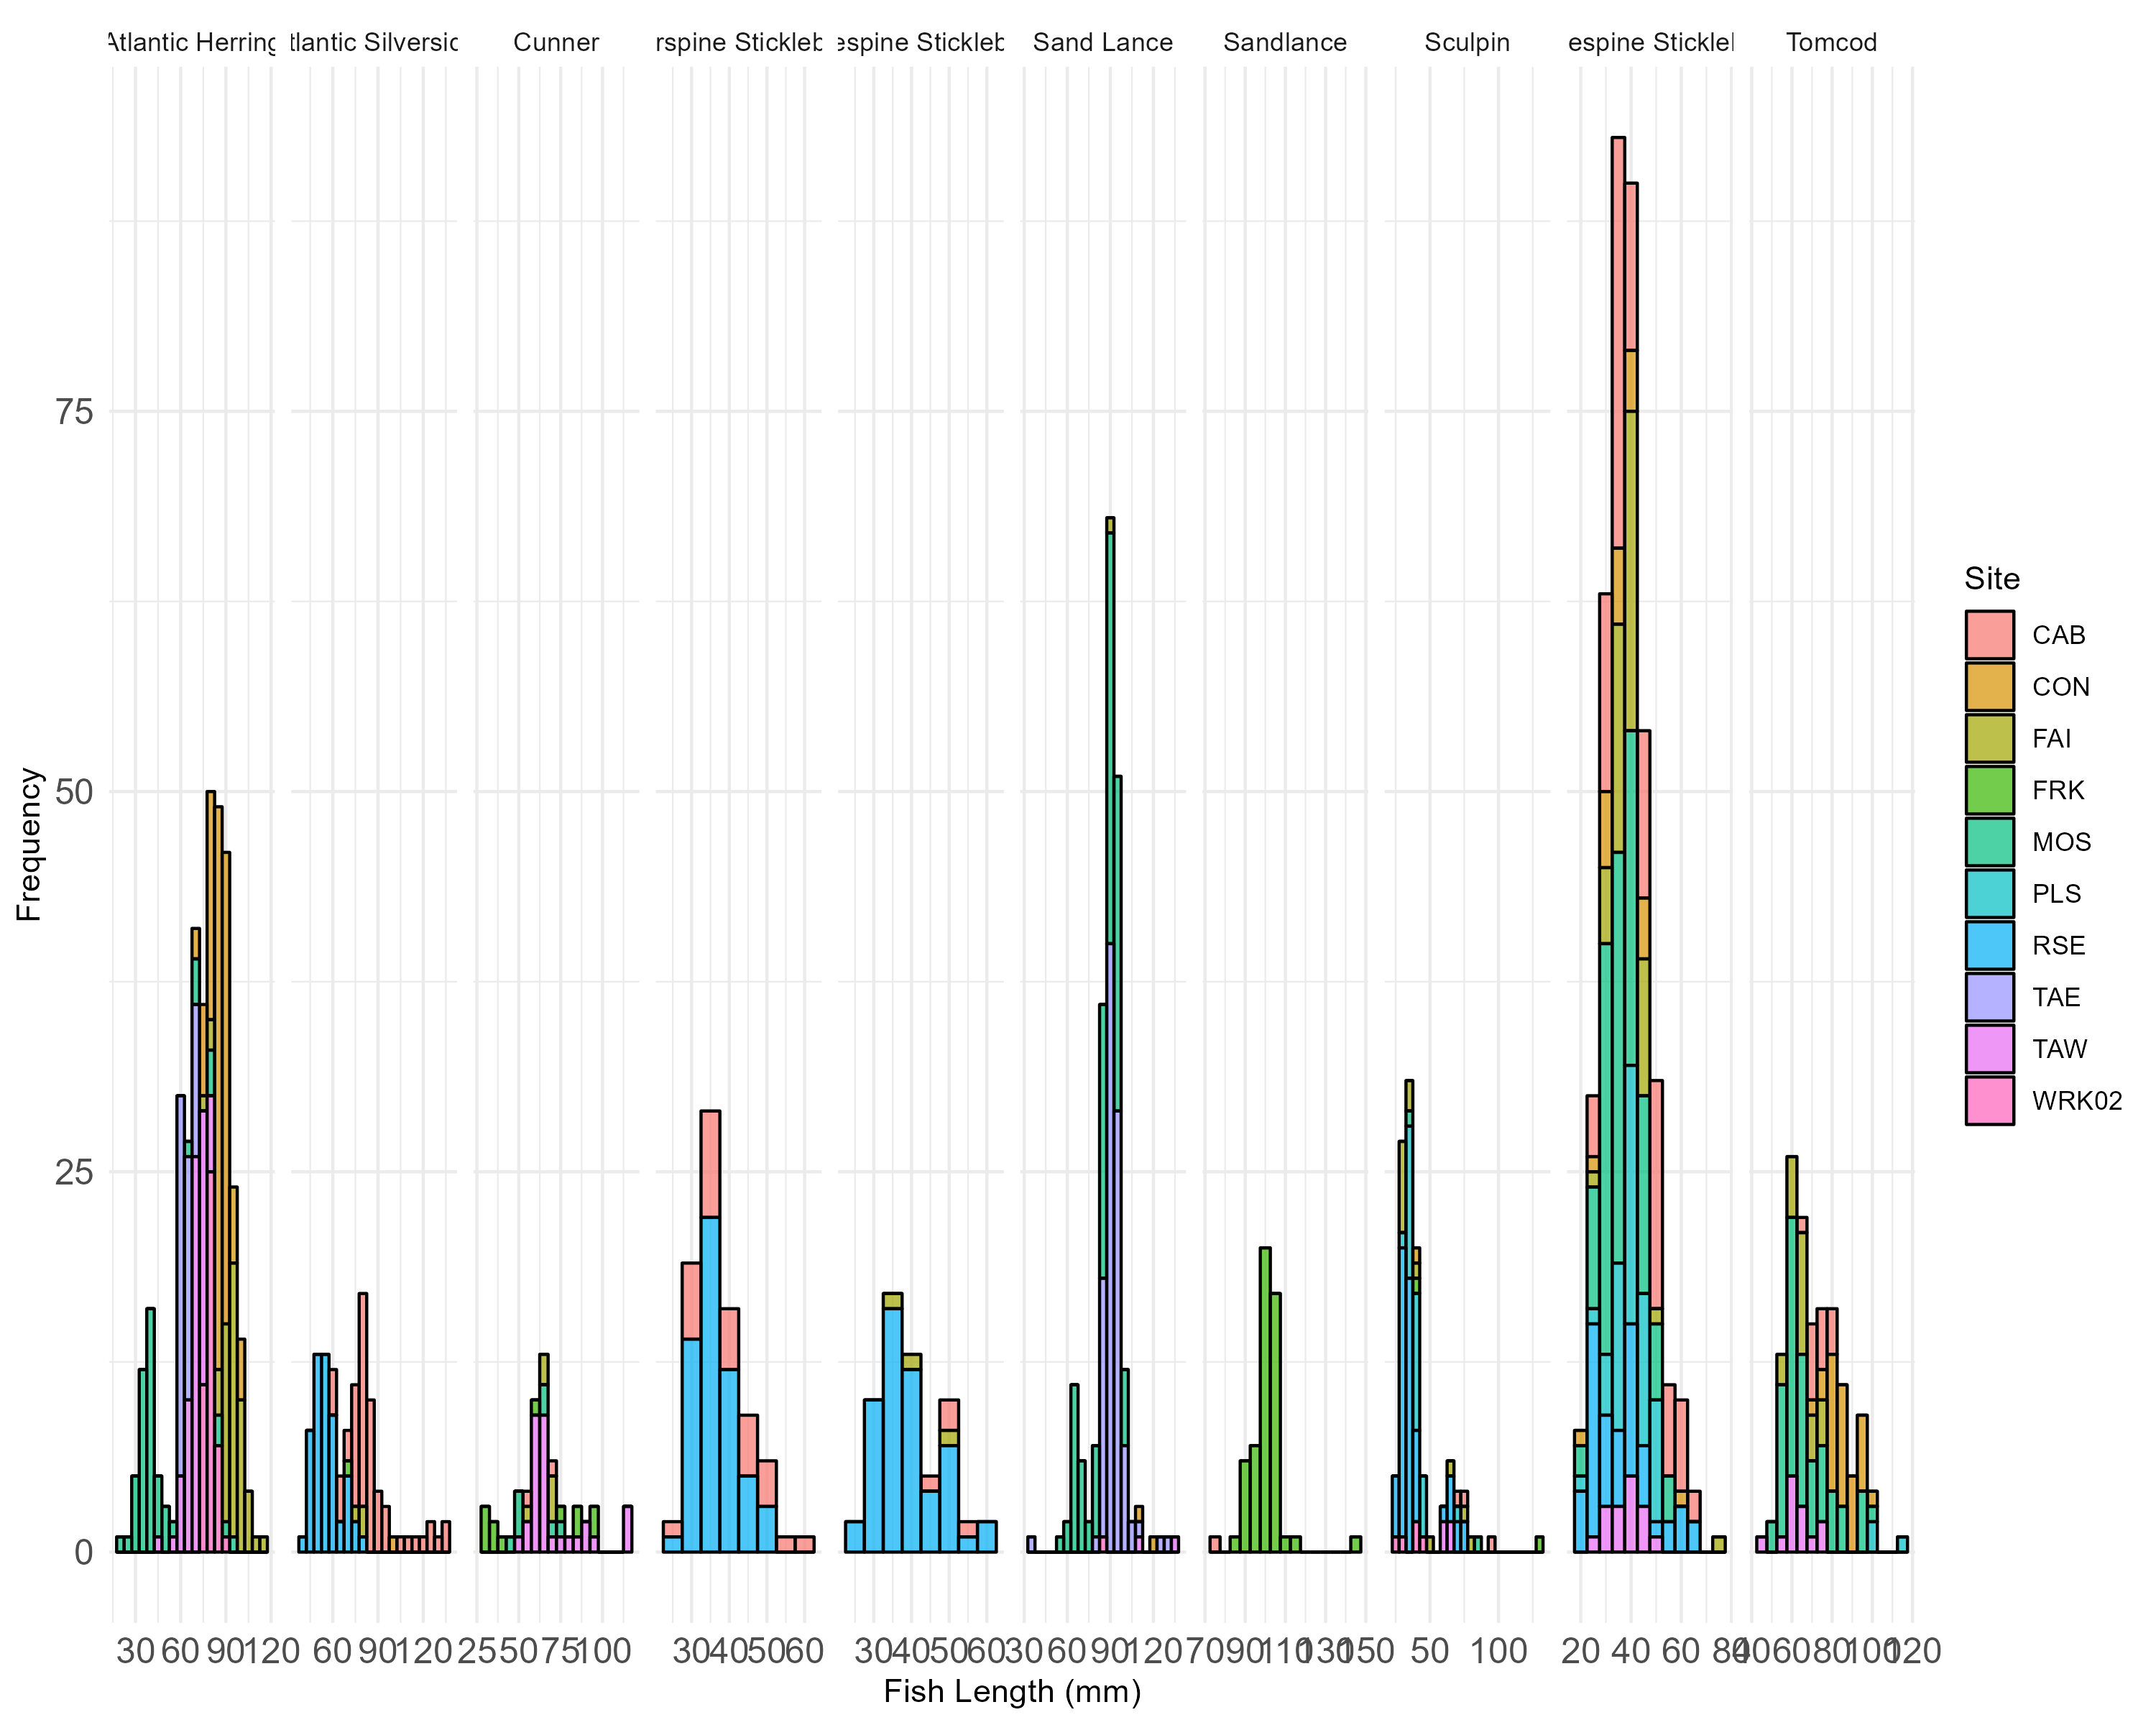 Atlantic Herring
tlantic Silversid
Cunner
rspine Stickleb
espine Stickleb
Sand Lance
Sandlance
Sculpin
espine Stickleb
Tomcod
Frequency
75
50
25
0
30 60 90 120
60 90 120
25 50 75 100
30 40 50 60
30 40 50 60
30 60 90 120
70 90 110 130 150
50 100
20 40 60 80
40 60 80 100 120
Fish Length (mm)
Site
CAB
CON
FAI
FRK
MOS
PLS
RSE
TAE
TAW
WRK02